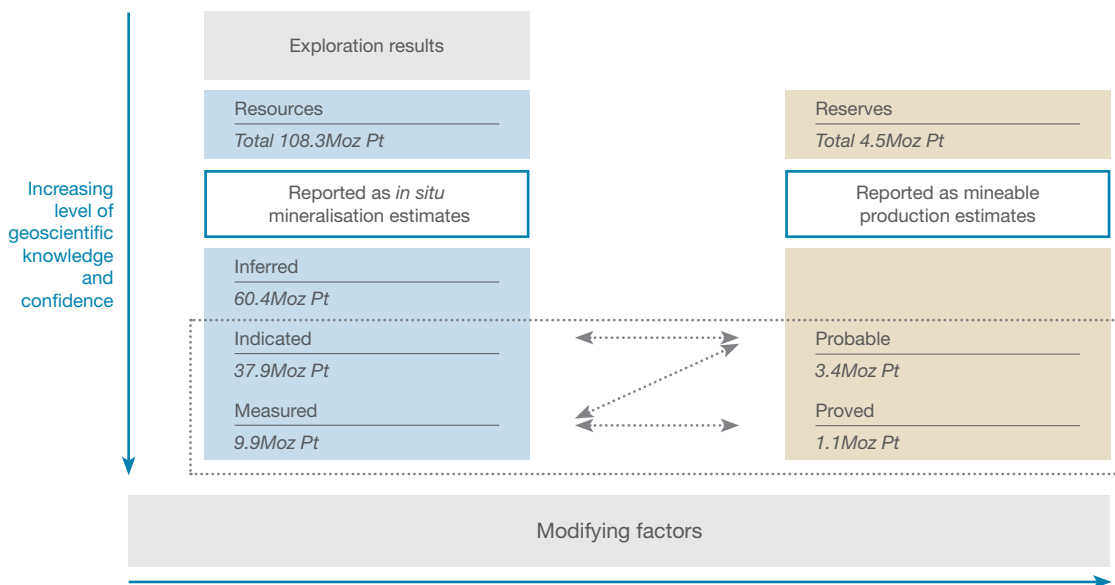 Exploration results
Resources
Total 108.3Moz Pt
Reserves
Total 4.5Moz Pt
Reported as in situ
mineralisation estimates
Reported as mineable
production estimates
Increasing
level of
geoscientific
knowledge
and
confidence
Inferred
60.4Moz Pt
Indicated
37.9Moz Pt
Probable
3.4Moz Pt
Measured
9.9Moz Pt
Proved
1.1Moz Pt
Modifying factors